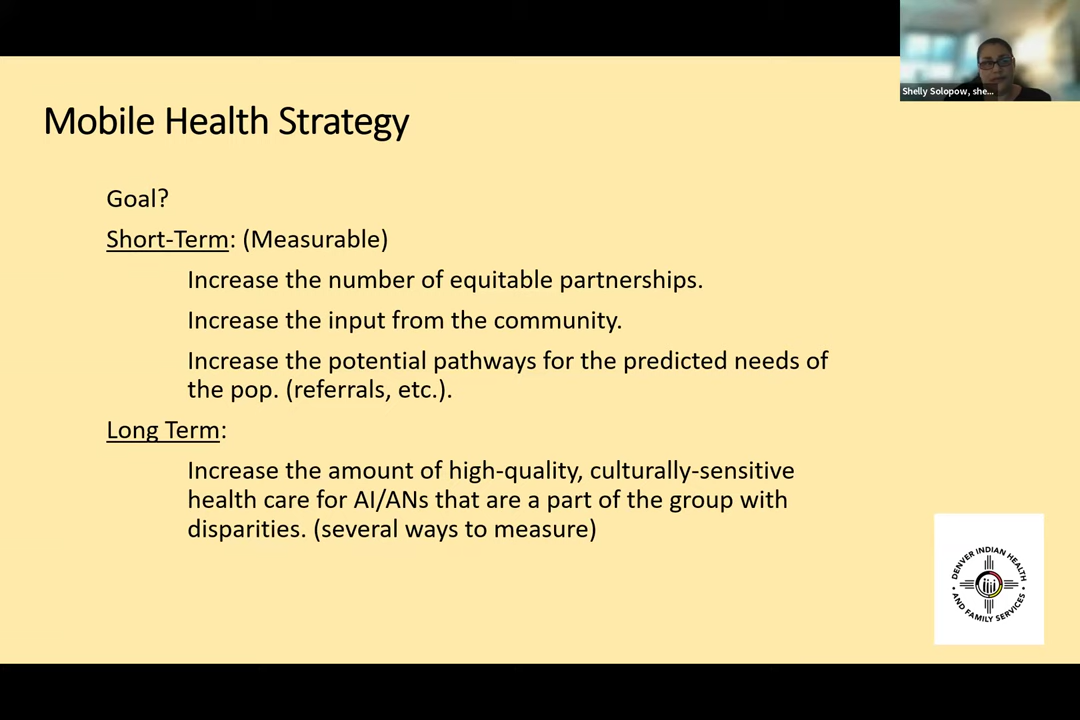 Shelly Solopow, she...
Mobile Health Strategy
Goal?
Short-Term: (Measurable)
Increase the number of equitable partnerships.
Increase the input from the community.
Increase the potential pathways for the predicted needs of
the pop. (referrals, etc.).
Long Term:
Increase the amount of high-quality, culturally-sensitive
health care for AI/ANs that are a part of the group with
disparities. (several ways to measure)
DENVER INDIAN HEALTH
AND FAMILY SERVICES